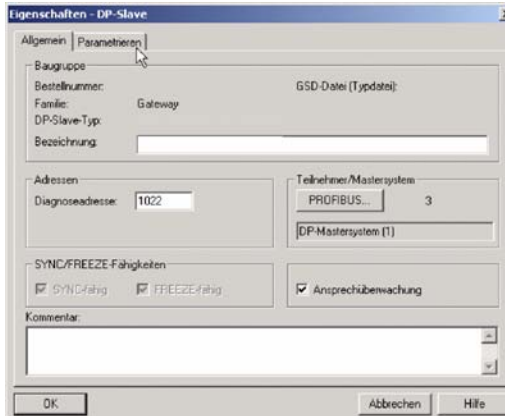 Eigenschaften - DP-Slave
Allgemein Parametrieren
Baugruppe
Bestellnummer: GSD-Datei (Typdatei):
Familie: Gateway
DP-Slave-Typ:
Bezeichnung:
Adressen
Diagnoseadresse: 1022
Teilnehmer/Mastersystem
PROFIBUS... 3
DP-Mastersystem (1)
SYNC/FREEZE-Fähigkeiten
SYNC-fähig FREEZE-fähig
Ansprechüberwachung
Kommentar:
OK Abbrechen Hilfe